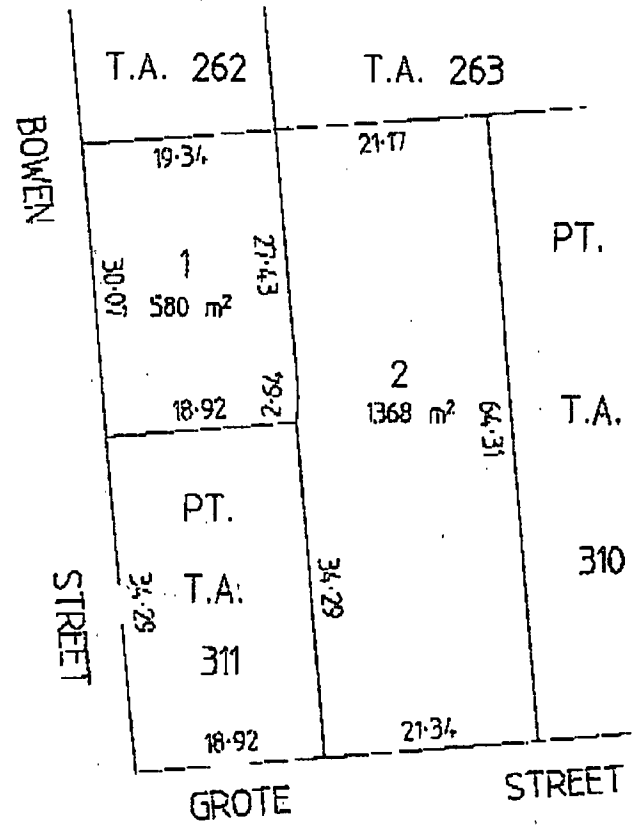 T.A. 262
T.A. 263
BOWEN
19·34
21·17
1
580 m²
30·07
27·43
PT.
2
1368 m²
18·92
2·64
64·31
T.A.
PT.
T.A.
311
310
STREET
34·29
34·29
18·92
21·34
GROTE
STREET